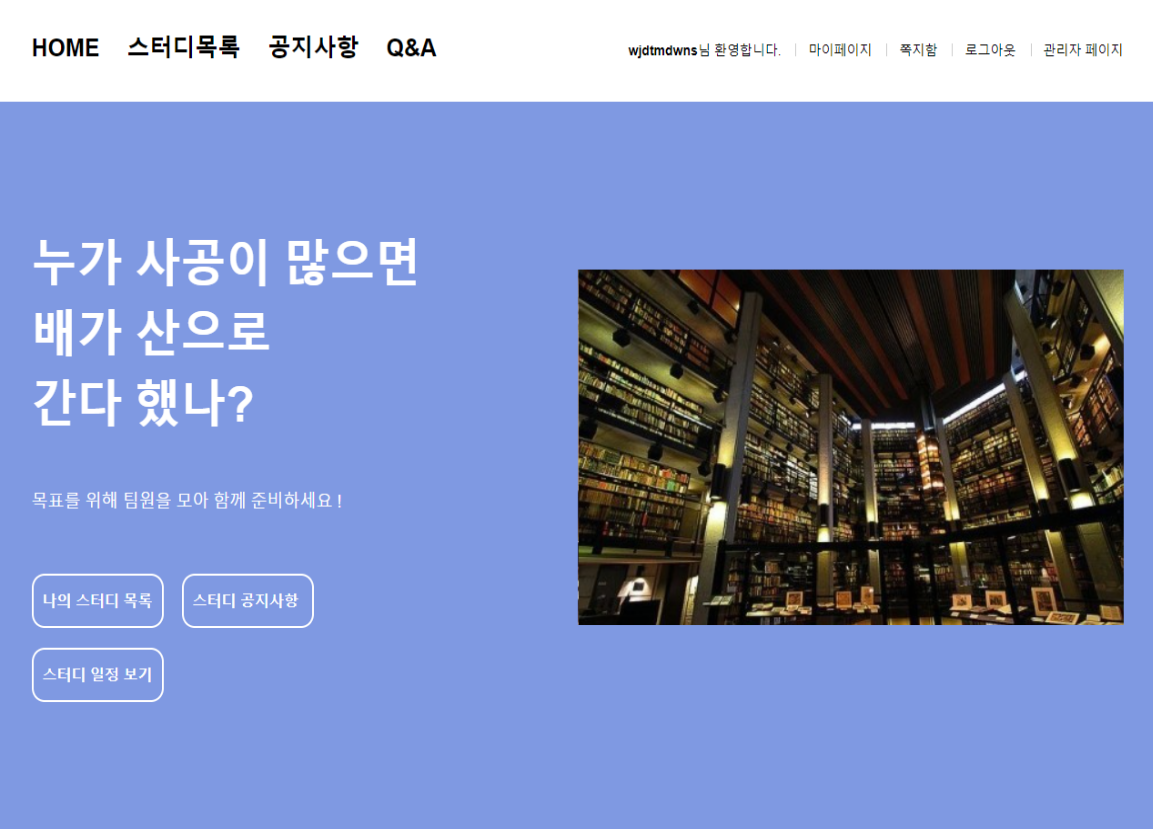 HOME 스터디목록 공지사항 Q&A
wjdtmdwns님 환영합니다. 마이페이지 쪽지함 로그아웃 관리자 페이지
누가 사공이 많으면
배가 산으로
간다 했나?
목표를 위해 팀원을 모아 함께 준비하세요 !
나의 스터디 목록 스터디 공지사항
스터디 일정 보기